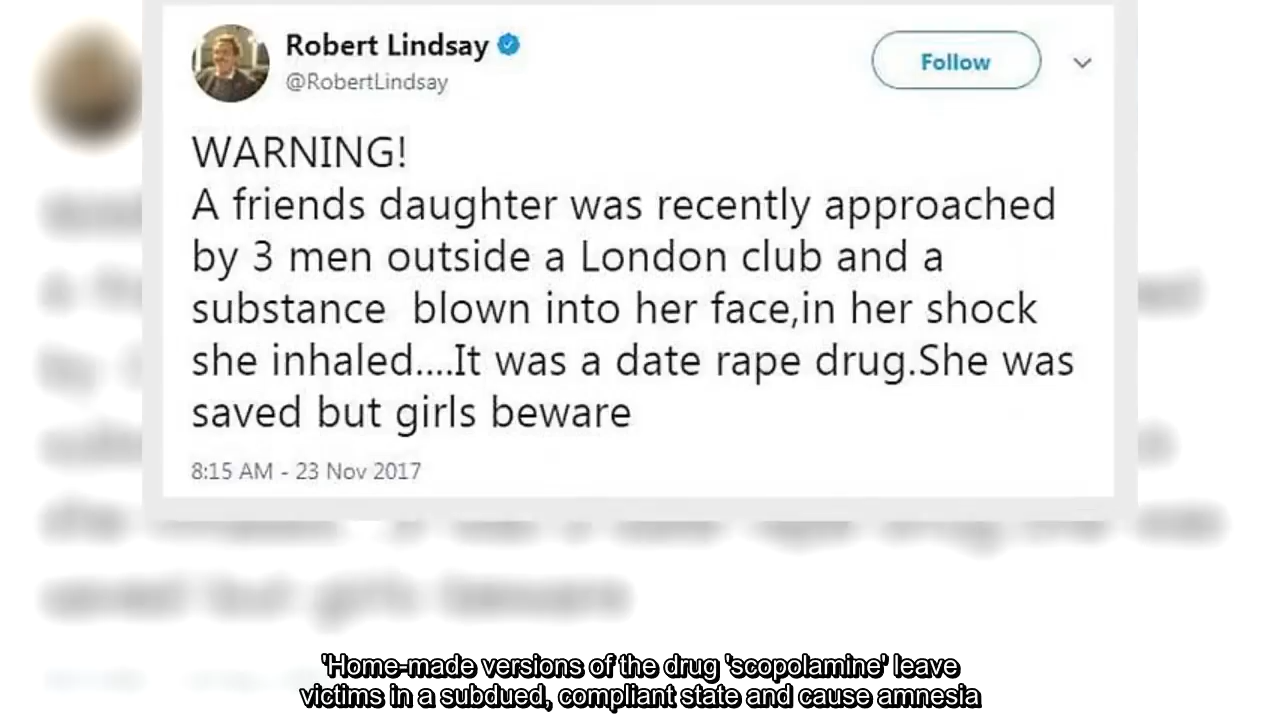 Robert Lindsay
@RobertLindsay
Follow
WARNING!
A friends daughter was recently approached
by 3 men outside a London club and a
substance blown into her face,in her shock
she inhaled....It was a date rape drug.She was
saved but girls beware
8:15 AM - 23 Nov 2017
'Home-made versions of the drug 'scopolamine' leave
victims in a subdued, compliant state and cause amnesia